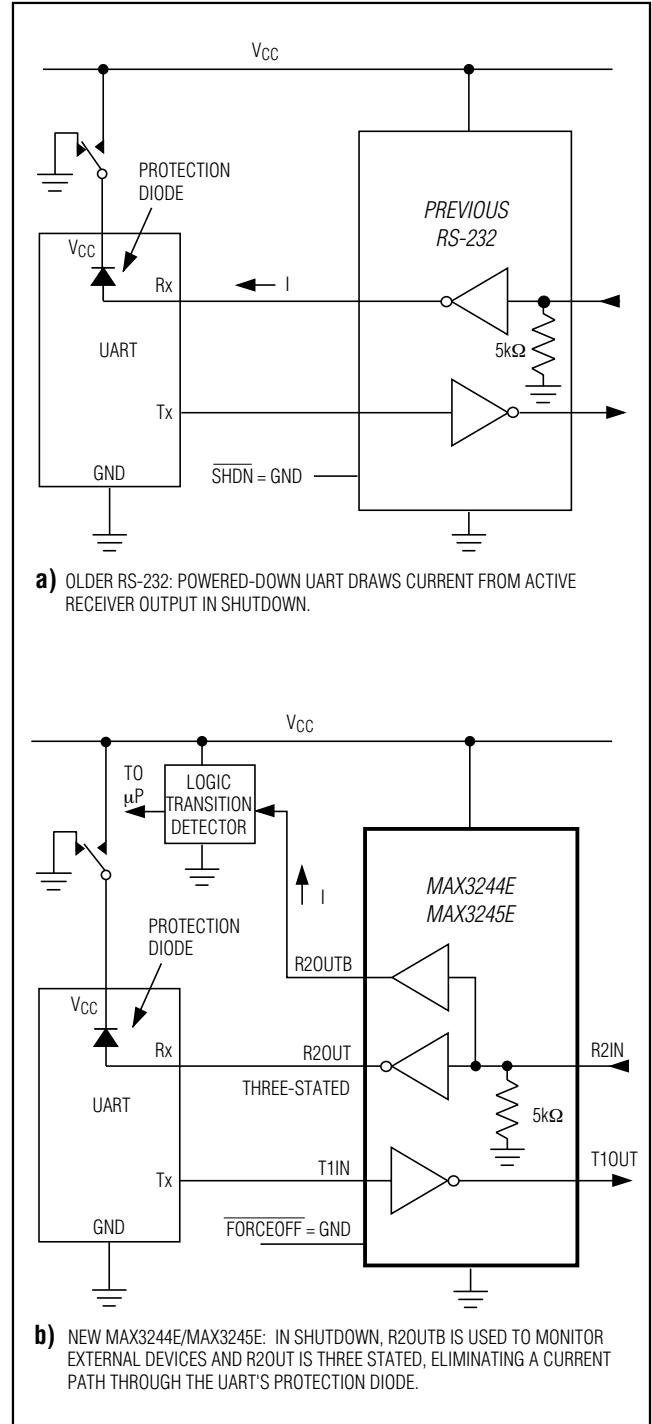 VCC
PROTECTION
DIODE
PREVIOUS
RS-232
VCC
Rx
I
5kΩ
UART
Tx
GND
SHDN = GND
a) OLDER RS-232: POWERED-DOWN UART DRAWS CURRENT FROM ACTIVE
RECEIVER OUTPUT IN SHUTDOWN.
VCC
TO
µP
LOGIC
TRANSITION
DETECTOR
MAX3244E
MAX3245E
I
PROTECTION
DIODE
R2OUTB
VCC
Rx
R2OUT
R2IN
THREE-STATED
UART
5kΩ
T1OUT
Tx
T1IN
GND
FORCEOFF = GND
b) NEW MAX3244E/MAX3245E: IN SHUTDOWN, R2OUTB IS USED TO MONITOR
EXTERNAL DEVICES AND R2OUT IS THREE STATED, ELIMINATING A CURRENT
PATH THROUGH THE UART'S PROTECTION DIODE.